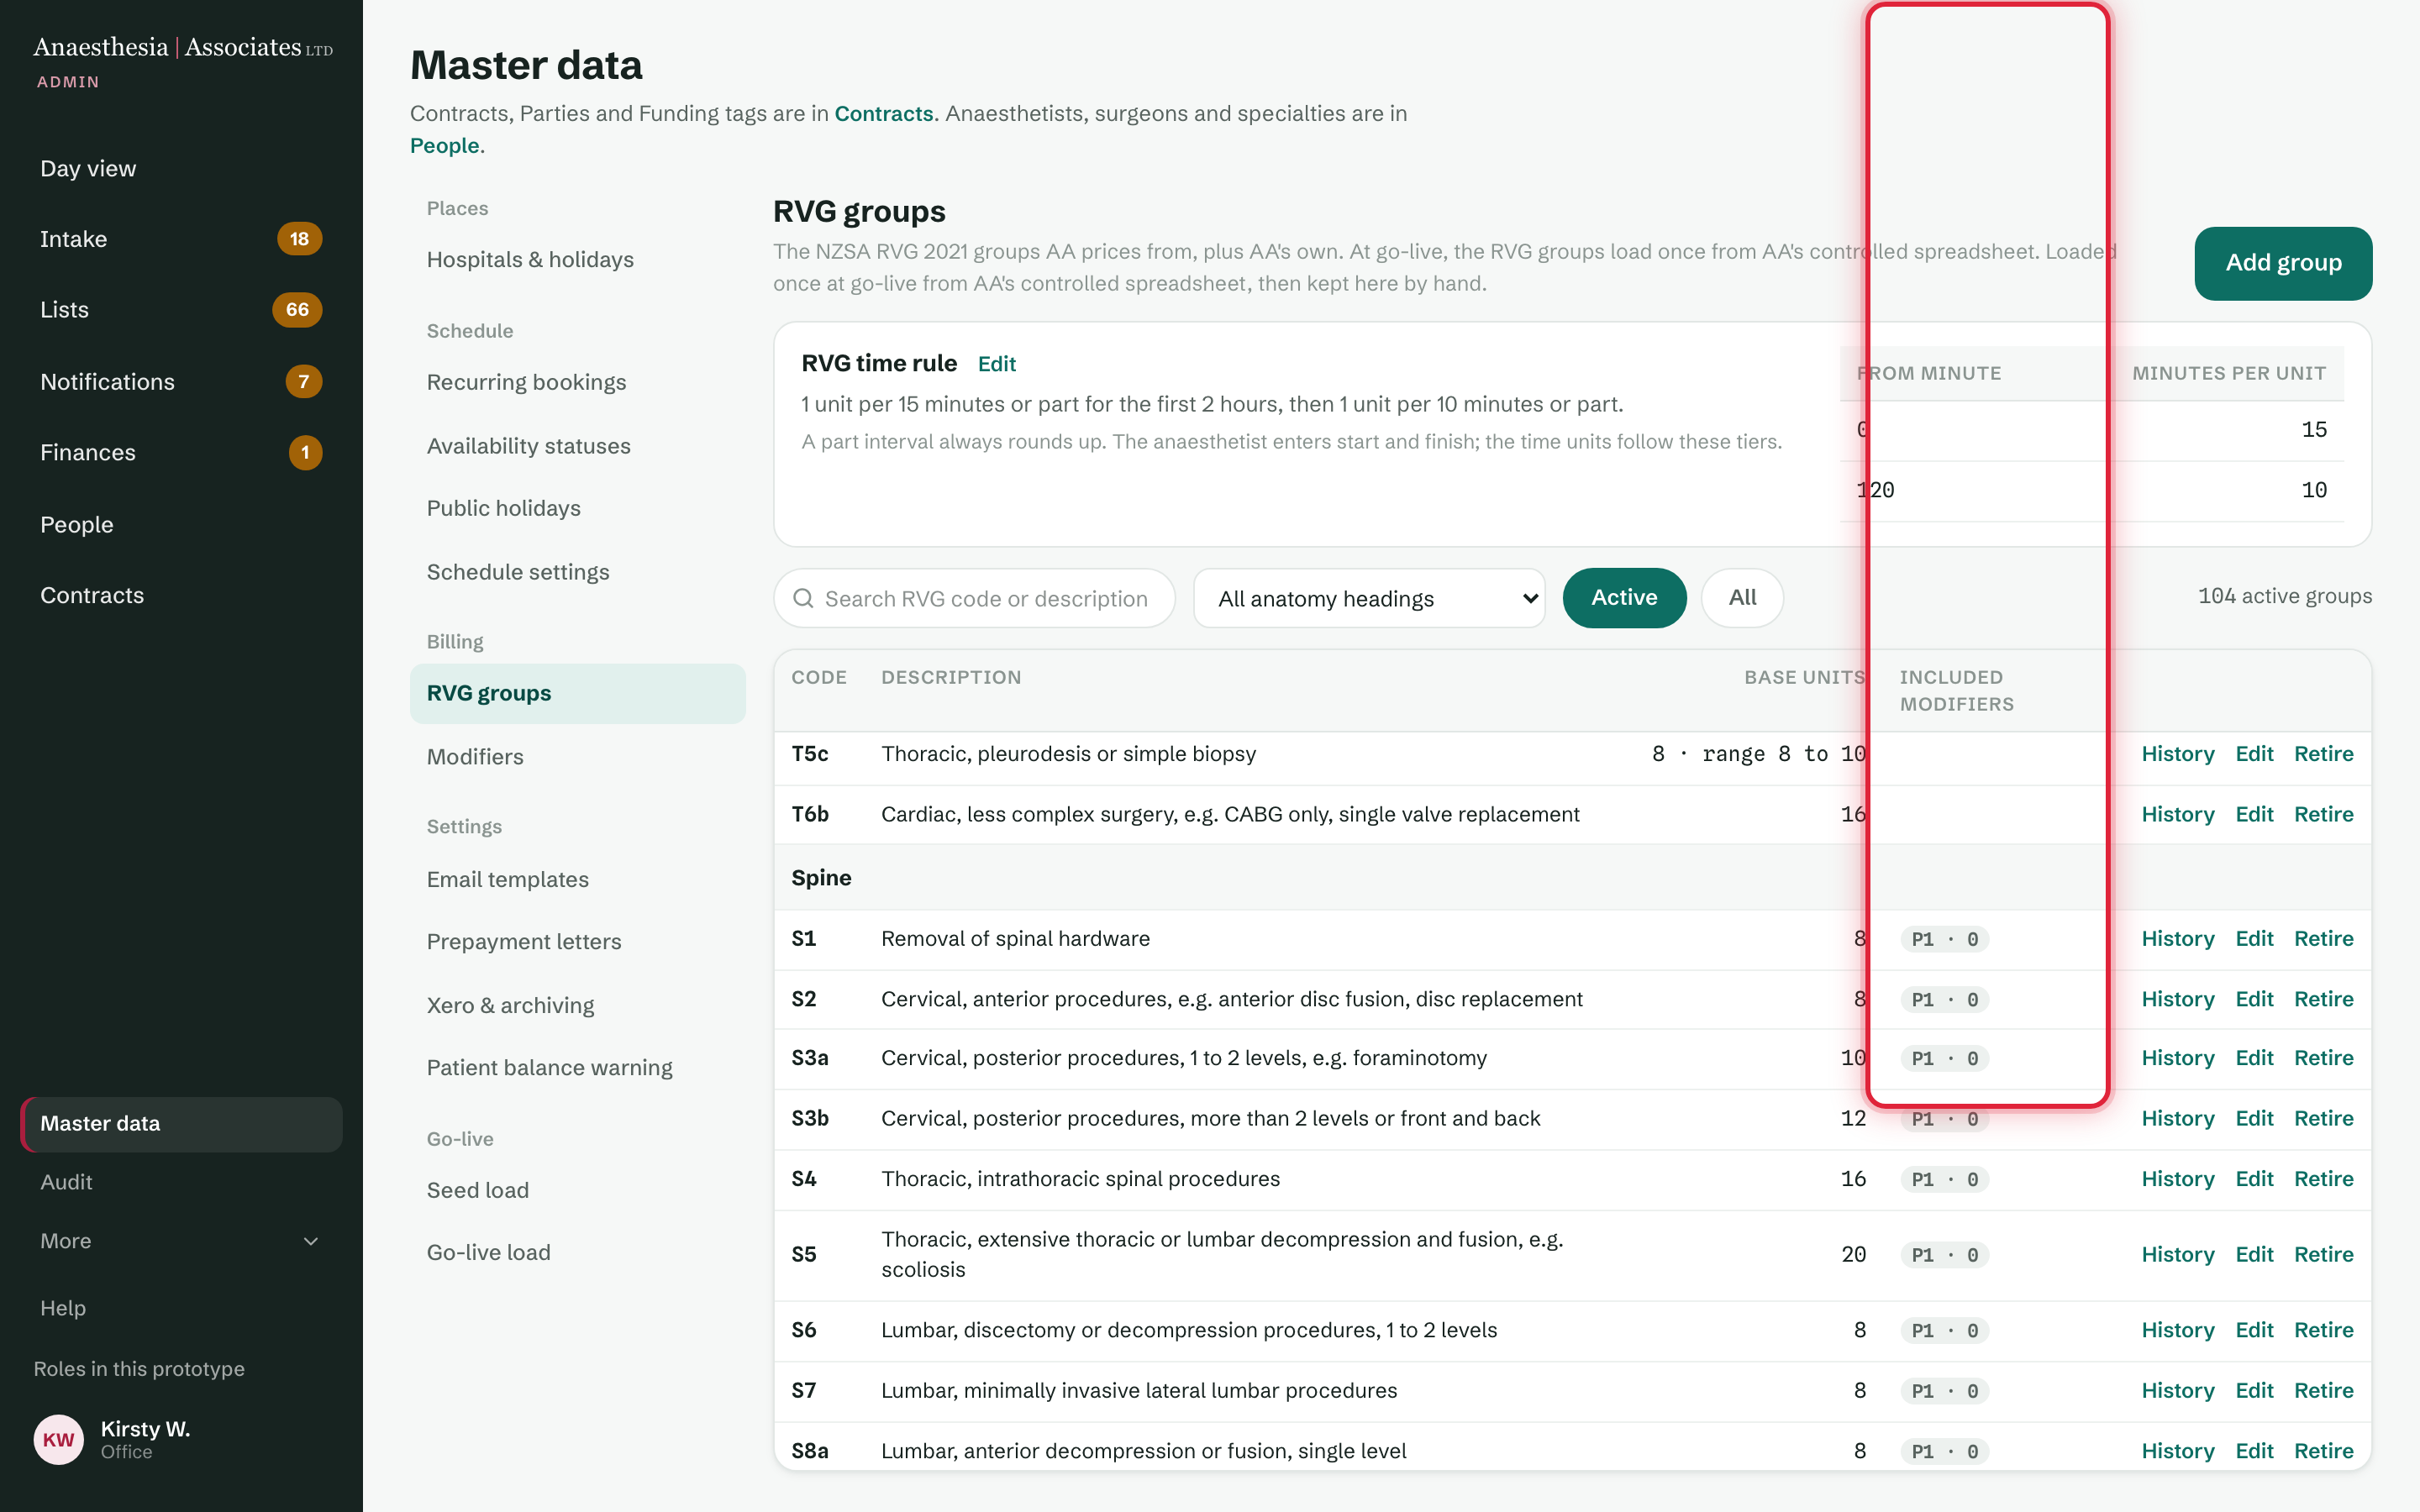 Anaesthesia | Associates LTD
ADMIN
Day view
Intake 18
Lists 66
Notifications 7
Finances 1
People
Contracts
Master data
Audit
More
Help
Roles in this prototype
KW
Kirsty W.
Office
Master data
Contracts, Parties and Funding tags are in Contracts. Anaesthetists, surgeons and specialties are in
People.
Places
Hospitals & holidays
Schedule
Recurring bookings
Availability statuses
Public holidays
Schedule settings
Billing
RVG groups
Modifiers
Settings
Email templates
Prepayment letters
Xero & archiving
Patient balance warning
Go-live
Seed load
Go-live load
RVG groups
The NZSA RVG 2021 groups AA prices from, plus AA's own. At go-live, the RVG groups load once from AA's controlled spreadsheet. Loaded
once at go-live from AA's controlled spreadsheet, then kept here by hand.
Add group
RVG time rule Edit
1 unit per 15 minutes or part for the first 2 hours, then 1 unit per 10 minutes or part.
A part interval always rounds up. The anaesthetist enters start and finish; the time units follow these tiers.
FROM MINUTE MINUTES PER UNIT
0 15
120 10
Search RVG code or description
All anatomy headings
Active
All
104 active groups
CODE DESCRIPTION BASE UNITS INCLUDED
MODIFIERS
T5c Thoracic, pleurodesis or simple biopsy 8 · range 8 to 10 History Edit Retire
T6b Cardiac, less complex surgery, e.g. CABG only, single valve replacement 16 History Edit Retire
Spine
S1 Removal of spinal hardware 8 P1 · 0 History Edit Retire
S2 Cervical, anterior procedures, e.g. anterior disc fusion, disc replacement 8 P1 · 0 History Edit Retire
S3a Cervical, posterior procedures, 1 to 2 levels, e.g. foraminotomy 10 P1 · 0 History Edit Retire
S3b Cervical, posterior procedures, more than 2 levels or front and back 12 P1 · 0 History Edit Retire
S4 Thoracic, intrathoracic spinal procedures 16 P1 · 0 History Edit Retire
S5 Thoracic, extensive thoracic or lumbar decompression and fusion, e.g.
scoliosis 20 P1 · 0 History Edit Retire
S6 Lumbar, discectomy or decompression procedures, 1 to 2 levels 8 P1 · 0 History Edit Retire
S7 Lumbar, minimally invasive lateral lumbar procedures 8 P1 · 0 History Edit Retire
S8a Lumbar, anterior decompression or fusion, single level 8 P1 · 0 History Edit Retire